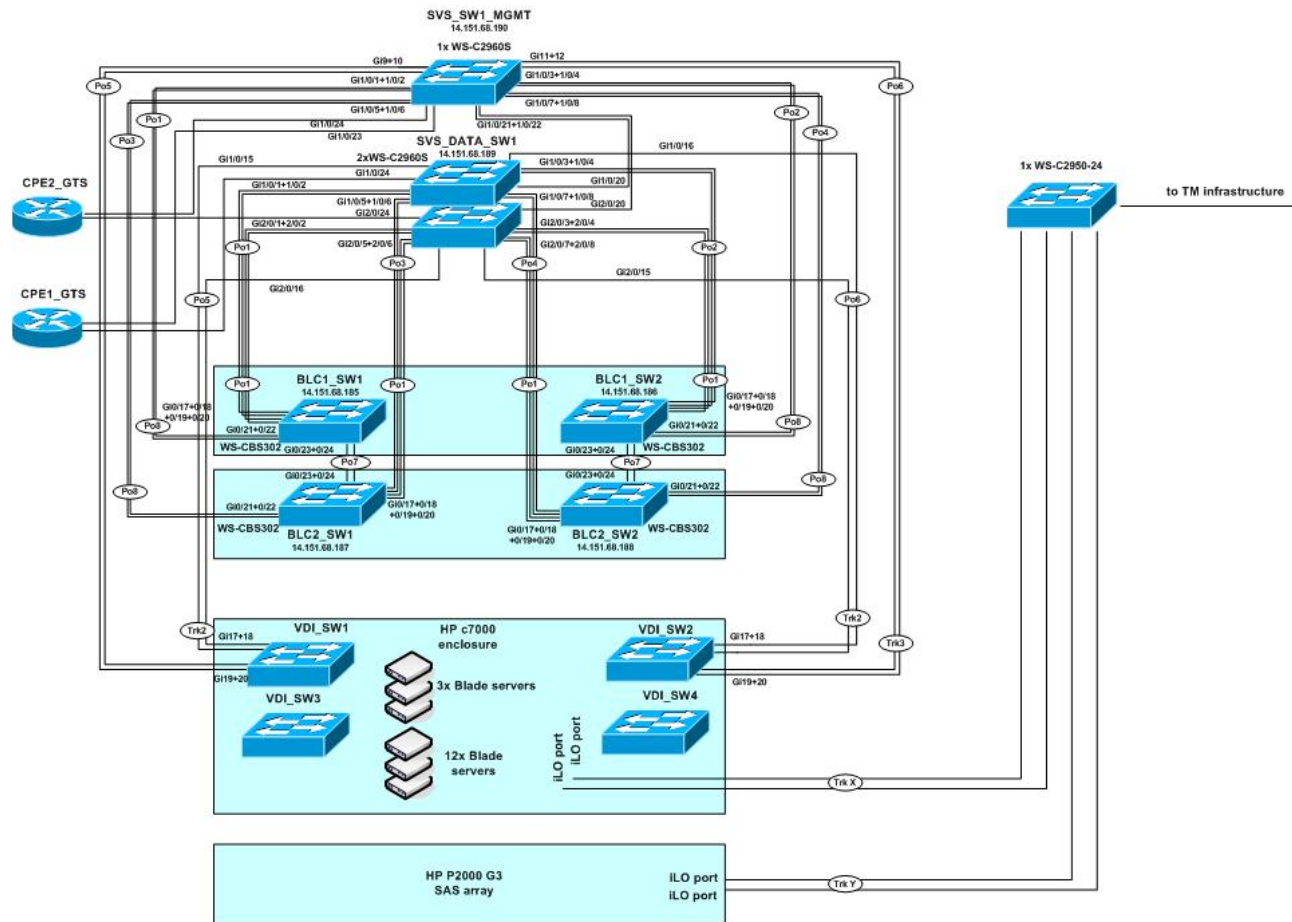 SVS_SW1_MGMT
14.151.68.190
1x WS-C2960S
Gi9+10
Gi11+12
Po5
Gi1/0/1+1/0/2
Gi1/0/3+1/0/4
Po6
Po1
Gi1/0/5+1/0/6
Gi1/0/7+1/0/8
Po2
Po3
Po4
Gi1/0/24
Gi1/0/21+1/0/22
Gi1/0/23
SVS_DATA_SW1
14.151.68.189
2xWS-C2960S
Gi1/0/15
Gi1/0/16
Gi1/0/24
Gi1/0/3+1/0/4
Gi1/0/1+1/0/2
Gi1/0/20
Gi1/0/5+1/0/6
Gi1/0/7+1/0/8
Gi2/0/24
Gi2/0/20
Gi2/0/1+2/0/2
Gi2/0/3+2/0/4
Gi2/0/5+2/0/6
Gi2/0/7+2/0/8
Po1
Po2
Po3
Po4
Gi2/0/15
Gi2/0/16
Po5
Po6
CPE2_GTS
CPE1_GTS
1x WS-C2950-24
to TM infrastructure
BLC1_SW1
14.151.68.185
BLC1_SW2
14.151.68.186
Po1
Po1
Po1
Po1
Gi0/17+0/18
+0/19+0/20
Gi0/17+0/18
+0/19+0/20
Po8
Gi0/21+0/22
Gi0/21+0/22
Po8
WS-CBS302
Gi0/23+0/24
Gi0/23+0/24
WS-CBS302
Po7
Po7
Gi0/23+0/24
Gi0/23+0/24
Po8
Gi0/21+0/22
Gi0/21+0/22
Po8
Gi0/17+0/18
+0/19+0/20
WS-CBS302
WS-CBS302
BLC2_SW1
14.151.68.187
Gi0/17+0/18
+0/19+0/20
BLC2_SW2
14.151.68.188
Trk2
Trk2
Trk3
VDI_SW1
HP c7000
enclosure
VDI_SW2
Gi17+18
Gi17+18
Gi19+20
Gi19+20
3x Blade servers
VDI_SW3
VDI_SW4
12x Blade
servers
iLO port
iLO port
Trk X
HP P2000 G3
SAS array
iLO port
iLO port
Trk Y